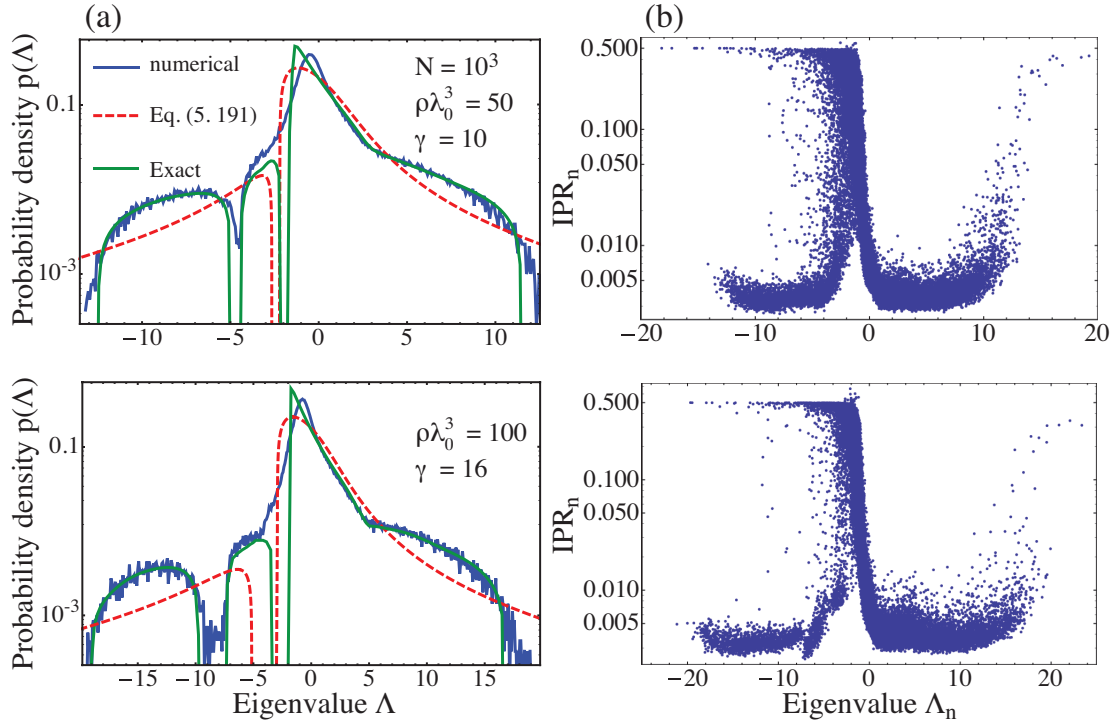 (a)
(b)
Probability density p(Λ)
0.1
10⁻³
numerical
Eq. (5. 191)
Exact
N = 10³
ρλ₀³ = 50
γ = 10
−10 −5 0 5 10
IPRₙ
0.500
0.100
0.050
0.010
0.005
−20 −10 0 10 20
Probability density p(Λ)
0.1
10⁻³
ρλ₀³ = 100
γ = 16
−15 −10 −5 0 5 10 15
Eigenvalue Λ
IPRₙ
0.500
0.100
0.050
0.010
0.005
−20 −10 0 10 20
Eigenvalue Λₙ